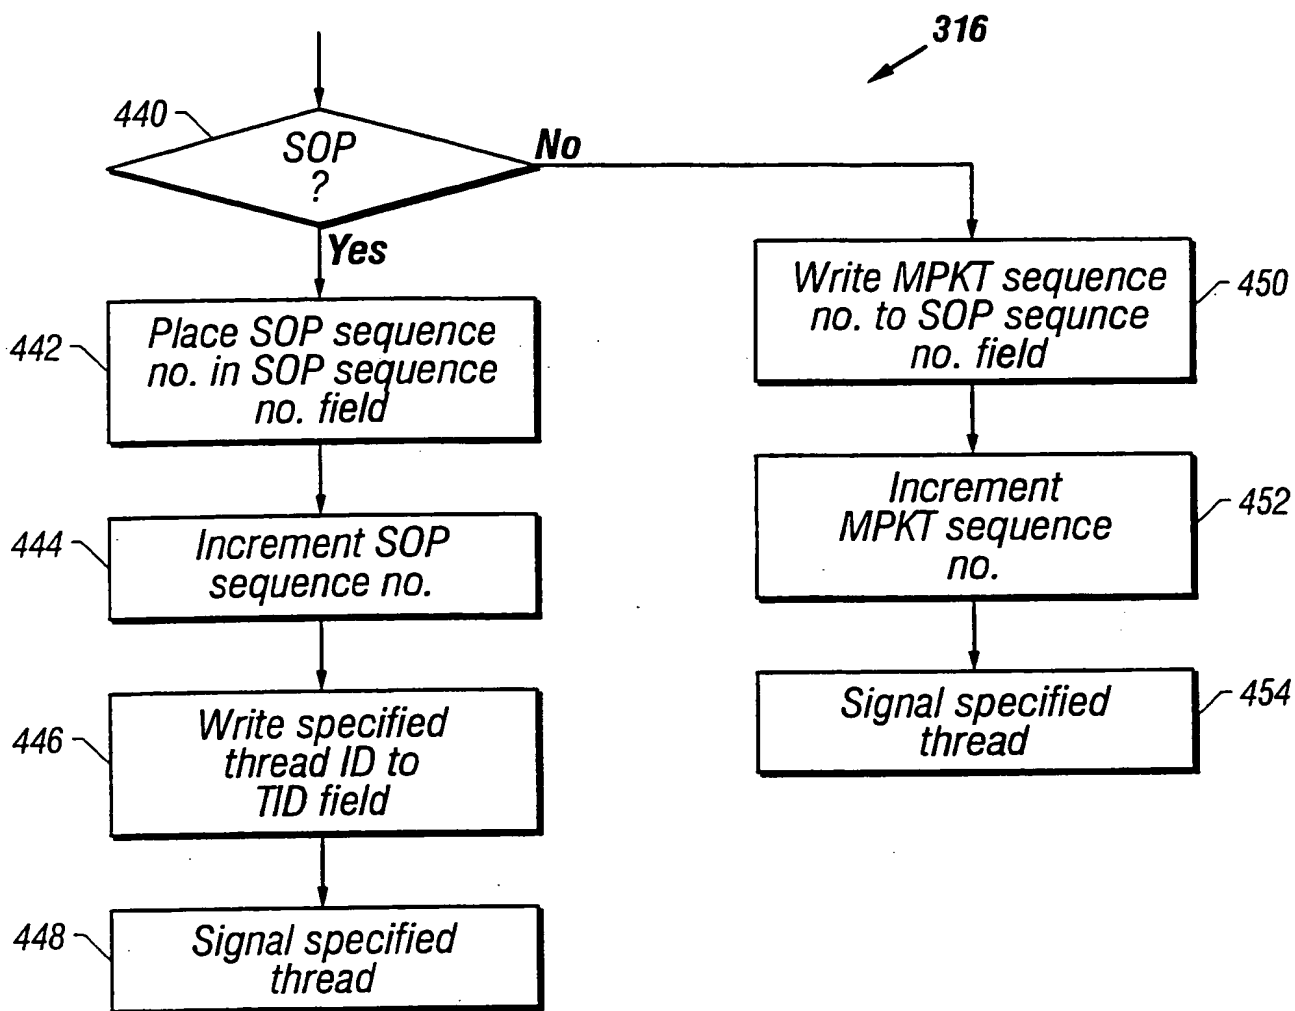 316
440
SOP
?
No
Yes
442
Place SOP sequence
no. in SOP sequence
no. field
444
Increment SOP
sequence no.
446
Write specified
thread ID to
TID field
448
Signal specified
thread
Write MPKT sequence
no. to SOP sequnce
no. field
450
Increment
MPKT sequence
no.
452
Signal specified
thread
454